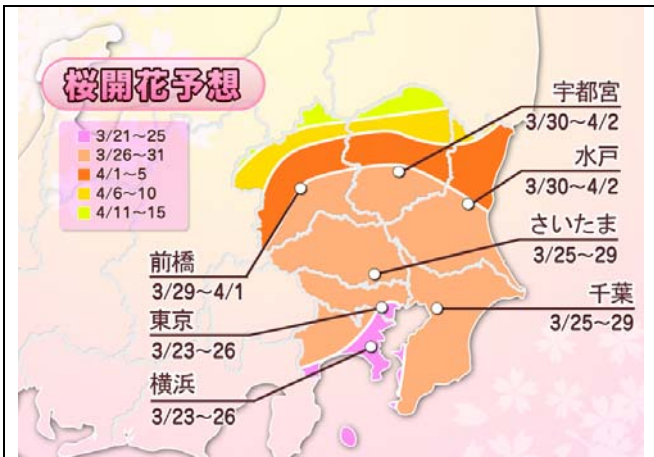 桜開花予想
3/21～25
3/26～31
4/1～5
4/6～10
4/11～15
宇都宮
3/30～4/2
水戸
3/30～4/2
さいたま
3/25～29
千葉
3/25～29
前橋
3/29～4/1
東京
3/23～26
横浜
3/23～26